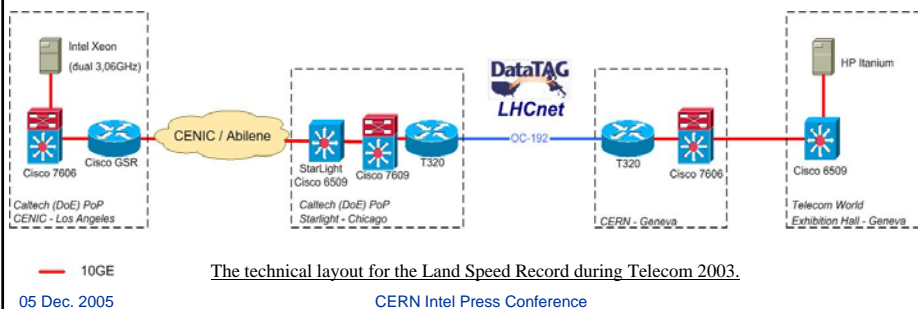 Intel Xeon
(dual 3,06GHz)
Cisco 7606
Cisco GSR
Caltech (DoE) PoP
CENIC - Los Angeles
CENIC / Abilene
StarLight
Cisco 6509
Cisco 7609
T320
Caltech (DoE) PoP
Starlight - Chicago
DataTAG
LHCnet
OC-192
T320
Cisco 7606
CERN - Geneva
HP Itanium
Cisco 6509
Telecom World
Exhibition Hall - Geneva
10GE
The technical layout for the Land Speed Record during Telecom 2003.
05 Dec. 2005
CERN Intel Press Conference